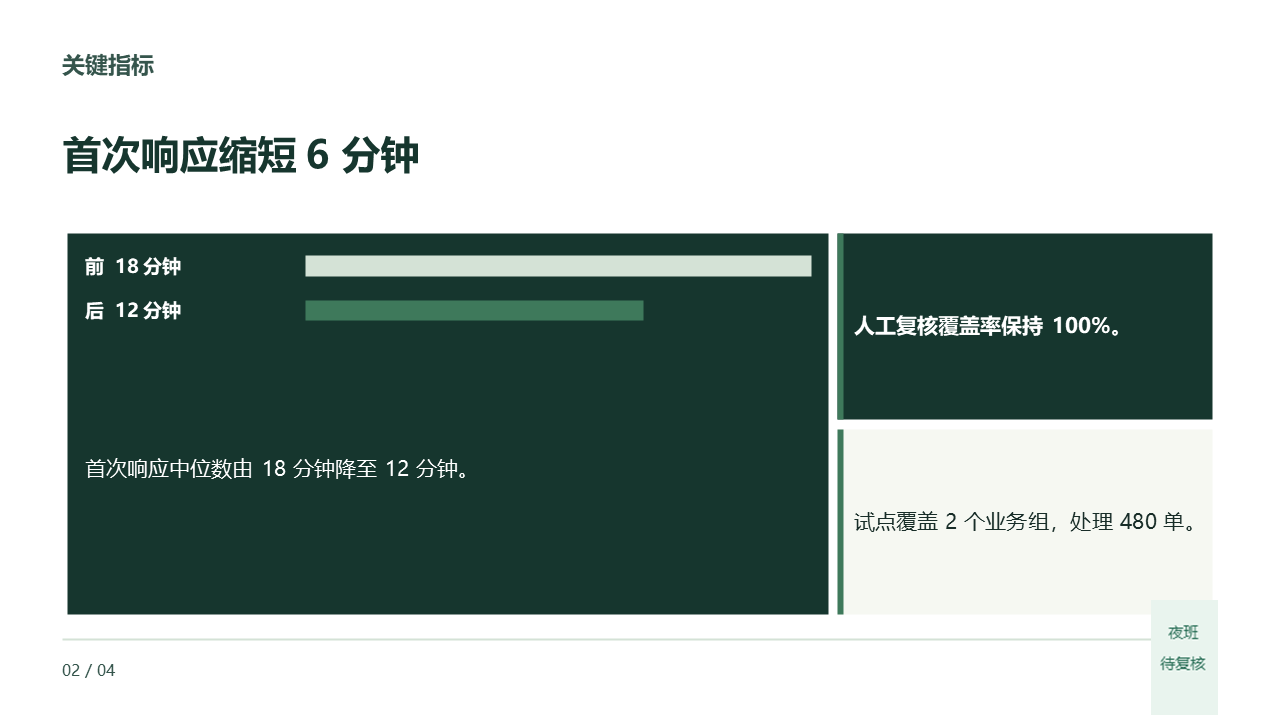 关键指标
首次响应缩短 6 分钟
前 18 分钟
后 12 分钟
首次响应中位数由 18 分钟降至 12 分钟。
人工复核覆盖率保持 100%。
试点覆盖 2 个业务组，处理 480 单。
夜班
待复核
02 / 04